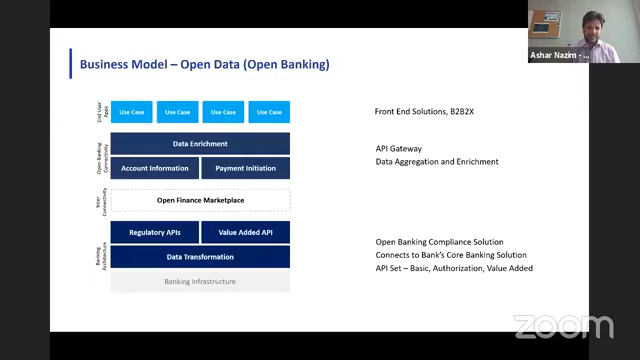 Ashar Nazim - ...
Business Model – Open Data (Open Banking)
End User
Apps
Use Case
Use Case
Use Case
Use Case
Front End Solutions, B2B2X
Open Banking
Connectivity
Data Enrichment
Account Information
Payment Initiation
API Gateway
Data Aggregation and Enrichment
Inter
Connectivity
Open Finance Marketplace
Banking
Architecture
Regulatory APIs
Value Added API
Data Transformation
Banking Infrastructure
Open Banking Compliance Solution
Connects to Bank's Core Banking Solution
API Set – Basic, Authorization, Value Added
zoom